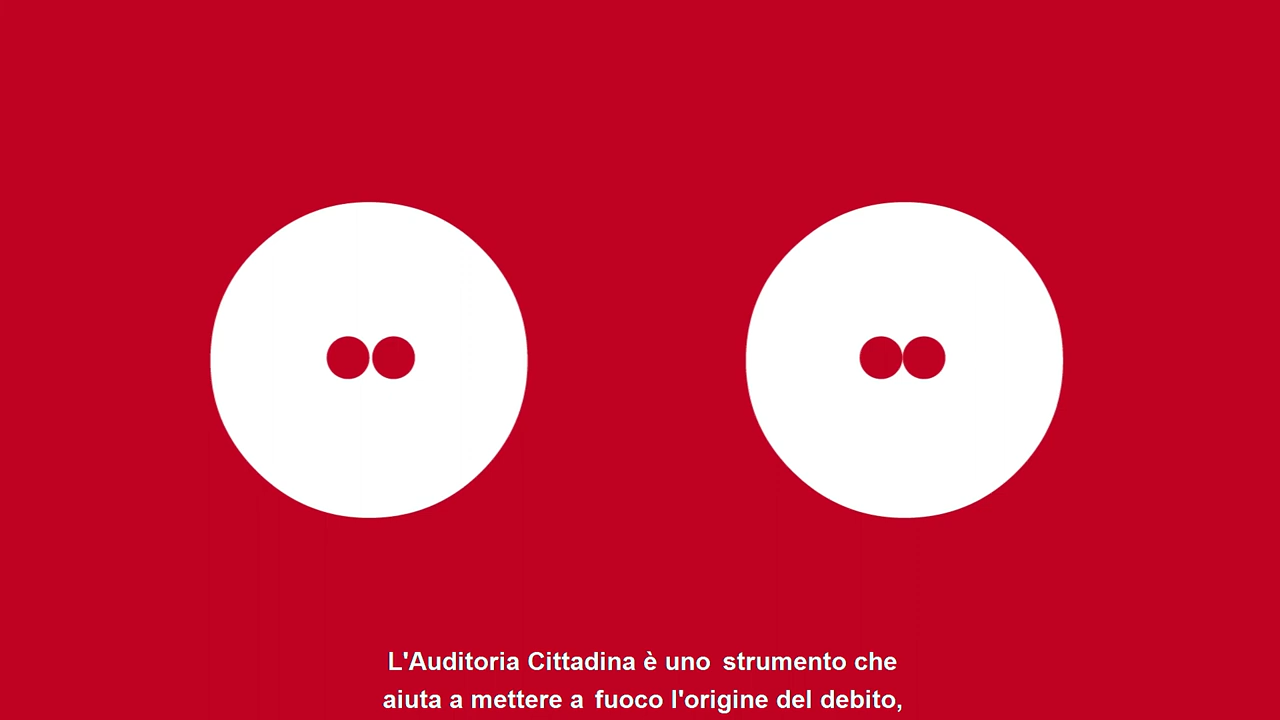 L'Auditoria Cittadina è uno strumento che
aiuta a mettere a fuoco l'origine del debito,